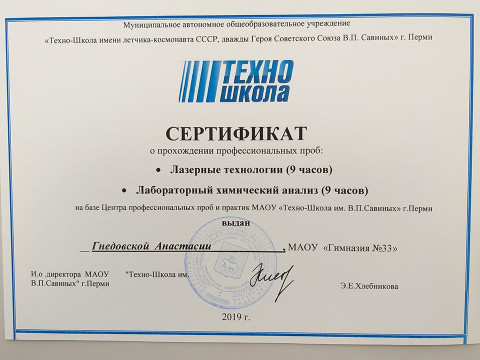 Муниципальное автономное общеобразовательное учреждение
«Техно-Школа имени летчика-космонавта СССР, дважды Героя Советского Союза В.П. Савиных» г. Перми
ТЕХНО
ШКОЛА
СЕРТИФИКАТ
о прохождении профессиональных проб:
• Лазерные технологии (9 часов)
• Лабораторный химический анализ (9 часов)
на базе Центра профессиональных проб и практик МАОУ «Техно-Школа им. В.П.Савиных» г.Перми
выдан
Гнедовской Анастасии, МАОУ «Гимназия №33»
И.о директора МАОУ "Техно-Школа им.
В.П.Савиных" г.Перми
Э.Е.Хлебникова
2019 г.